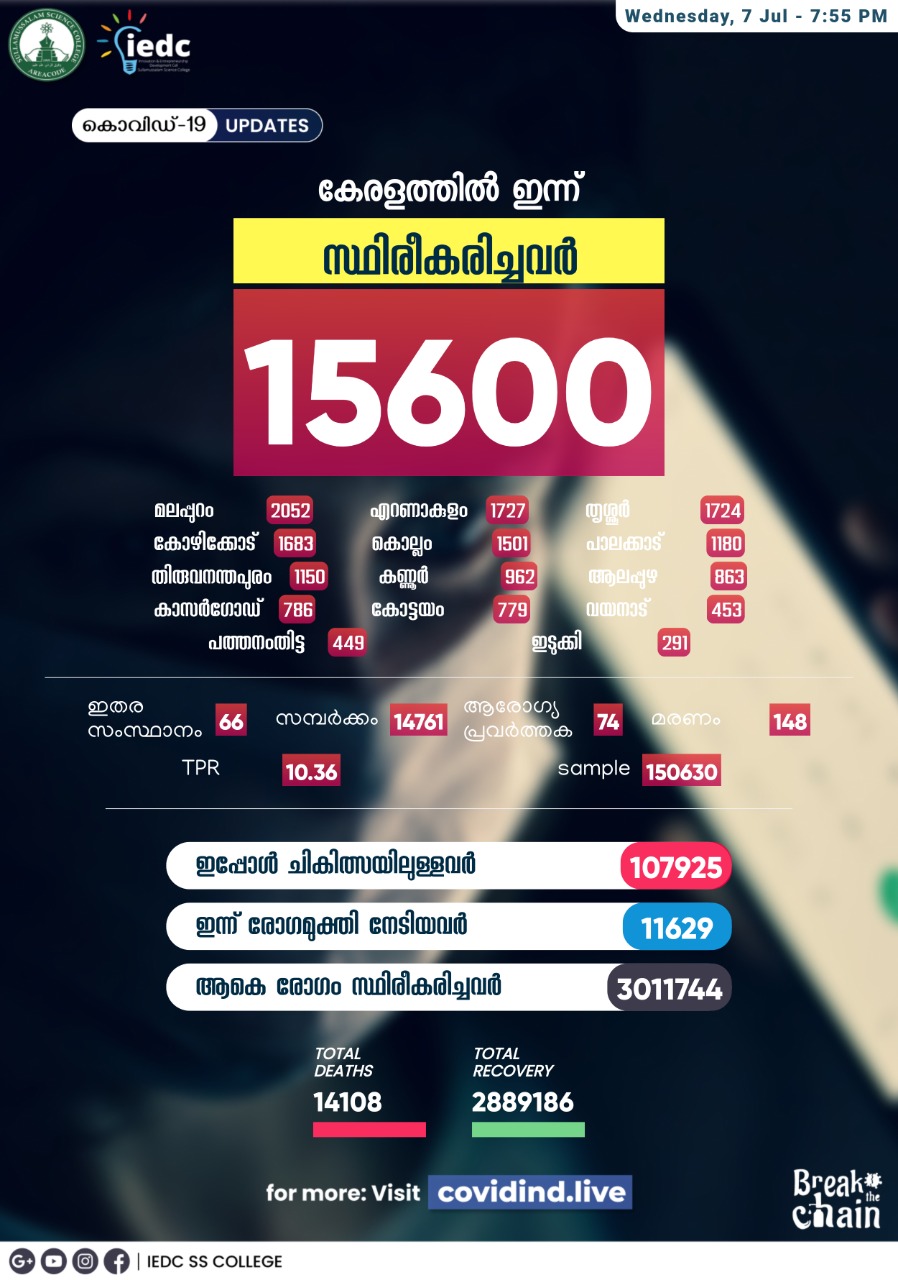 Wednesday, 7 Jul - 7:55 PM
SULLAMUSSALAM SCIENCE COLLEGE
AREACODE
iedc
കൊവിഡ്-19 UPDATES
കേരളത്തിൽ ഇന്ന്
സ്ഥിരീകരിച്ചവർ
15600
മലപ്പുറം 2052 എറണാകുളം 1727 തൃശ്ശൂർ 1724
കോഴിക്കോട് 1683 കൊല്ലം 1501 പാലക്കാട് 1180
തിരുവനന്തപുരം 1150 കണ്ണൂർ 962 ആലപ്പുഴ 863
കാസർഗോഡ് 786 കോട്ടയം 779 വയനാട് 453
പത്തനംതിട്ട 449 ഇടുക്കി 291
ഇതര സംസ്ഥാനം 66 സമ്പർക്കം 14761 ആരോഗ്യ പ്രവർത്തക 74 മരണം 148
TPR 10.36 sample 150630
ഇപ്പോൾ ചികിത്സയിലുള്ളവർ 107925
ഇന്ന് രോഗമുക്തി നേടിയവർ 11629
ആകെ രോഗം സ്ഥിരീകരിച്ചവർ 3011744
TOTAL DEATHS
14108
TOTAL RECOVERY
2889186
for more: Visit covidind.live
Break the chain
G+ | IEDC SS COLLEGE